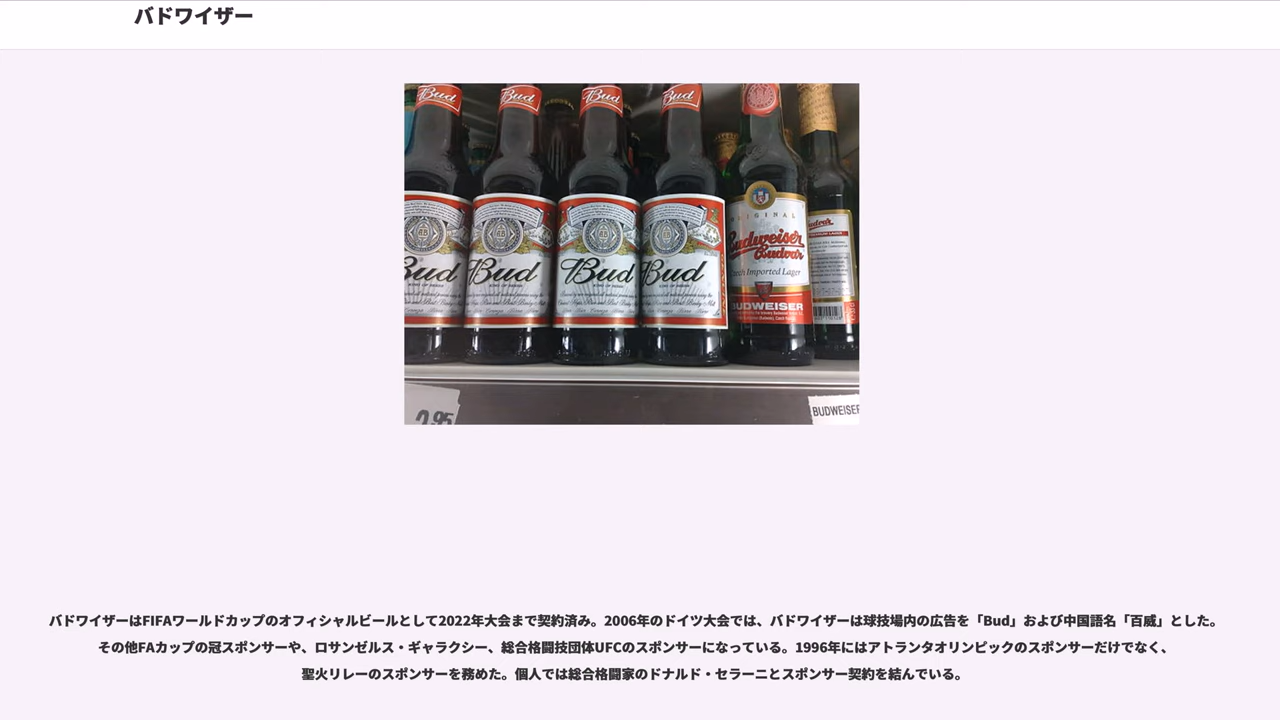 バドワイザー
Bud
Bud
Bud
Bud
Bud
Bud
Bud
Bud
ORIGINAL
Budweiser
Budvar
Czech Imported Lager
BUDWEISER
0.95
BUDWEISER
バドワイザーはFIFAワールドカップのオフィシャルビールとして2022年大会まで契約済み。2006年のドイツ大会では、バドワイザーは球技場内の広告を「Bud」および中国語名「百威」とした。
その他FAカップの冠スポンサーや、ロサンゼルス・ギャラクシー、総合格闘技団体UFCのスポンサーになっている。1996年にはアトランタオリンピックのスポンサーだけでなく、
聖火リレーのスポンサーを務めた。個人では総合格闘家のドナルド・セラーニとスポンサー契約を結んでいる。